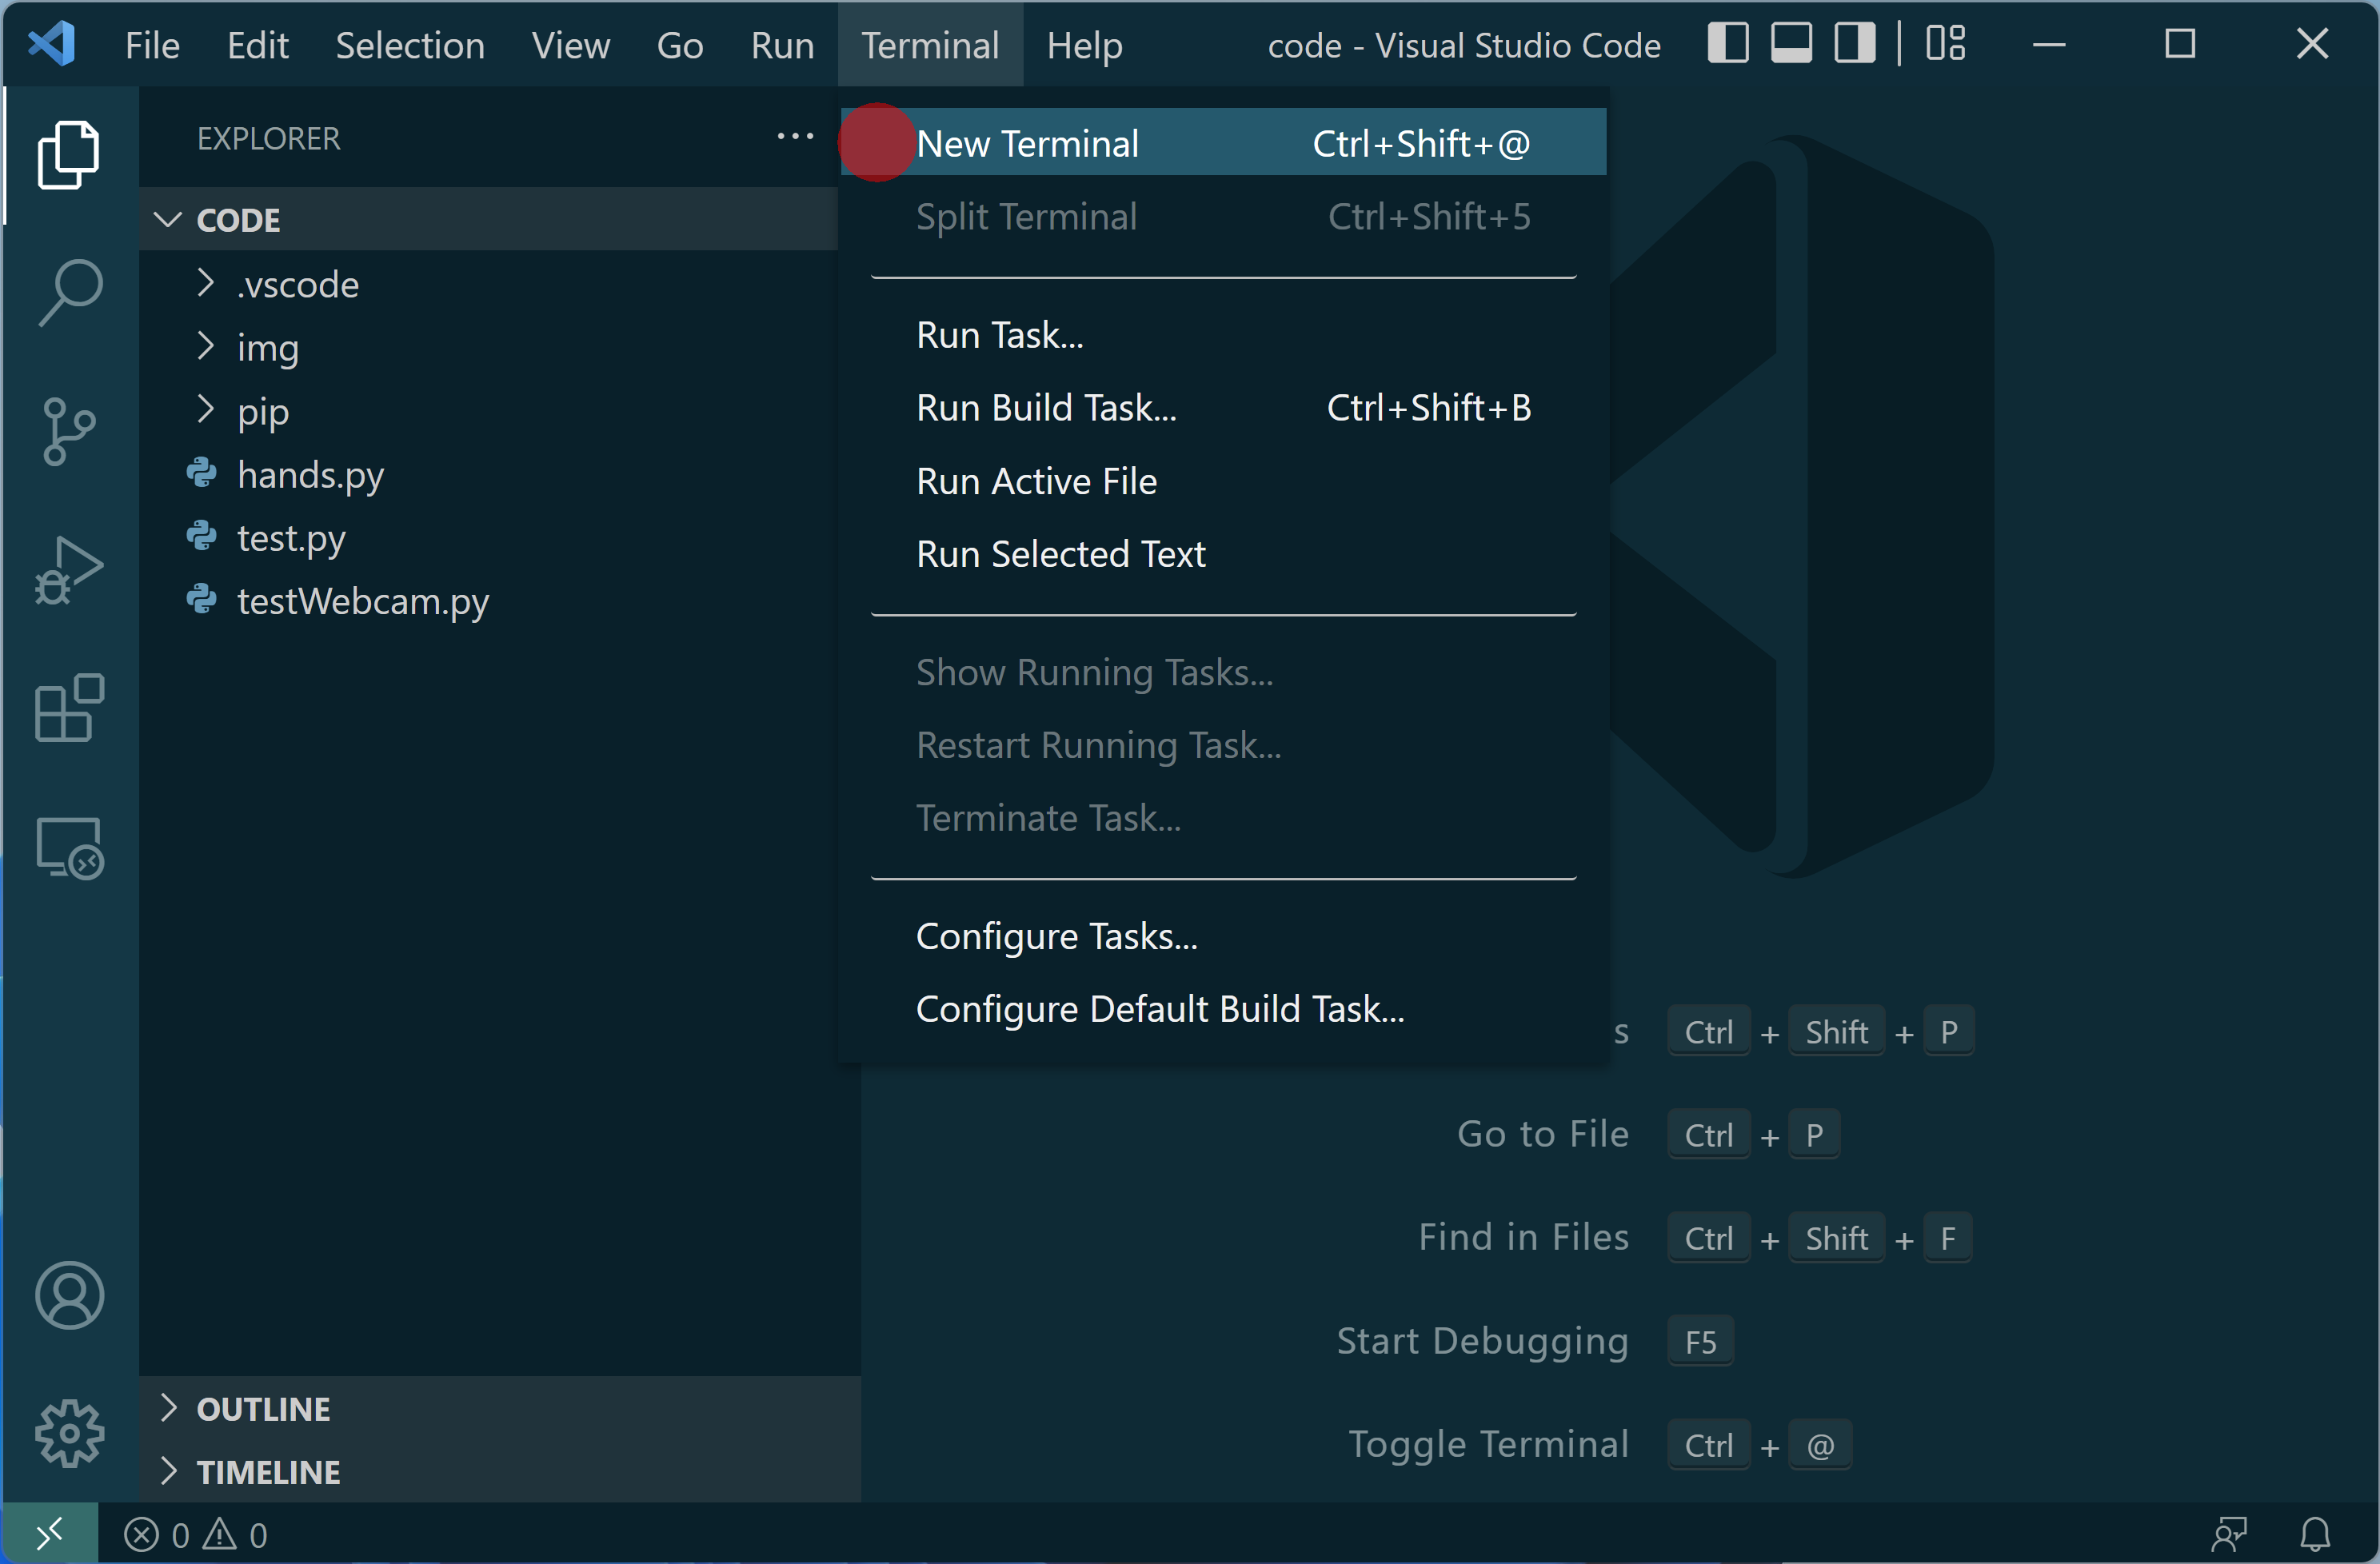 File Edit Selection View Go Run Terminal Help code - Visual Studio Code
EXPLORER
CODE
.vscode
img
pip
hands.py
test.py
testWebcam.py
OUTLINE
TIMELINE
New Terminal Ctrl+Shift+@
Split Terminal Ctrl+Shift+5
Run Task...
Run Build Task... Ctrl+Shift+B
Run Active File
Run Selected Text
Show Running Tasks...
Restart Running Task...
Terminate Task...
Configure Tasks...
Configure Default Build Task...
s Ctrl + Shift + P
Go to File Ctrl + P
Find in Files Ctrl + Shift + F
Start Debugging F5
Toggle Terminal Ctrl + @
0 0